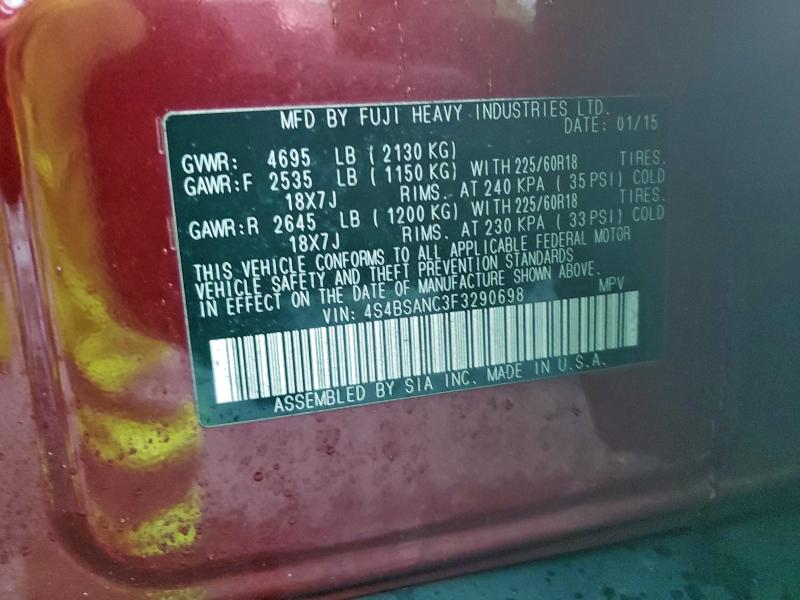 MFD BY FUJI HEAVY INDUSTRIES LTD.
DATE: 01/15
GVWR: 4695 LB (2130 KG)
GAWR:F 2535 LB (1150 KG) WITH 225/60R18 TIRES.
18X7J RIMS. AT 240 KPA (35 PSI) COLD
GAWR:R 2645 LB (1200 KG) WITH 225/60R18 TIRES.
18X7J RIMS. AT 230 KPA (33 PSI) COLD
THIS VEHICLE CONFORMS TO ALL APPLICABLE FEDERAL MOTOR
VEHICLE SAFETY AND THEFT PREVENTION STANDARDS
IN EFFECT ON THE DATE OF MANUFACTURE SHOWN ABOVE.
VIN: 4S4BSANC3F3290698 MPV
ASSEMBLED BY SIA INC. MADE IN U.S.A.